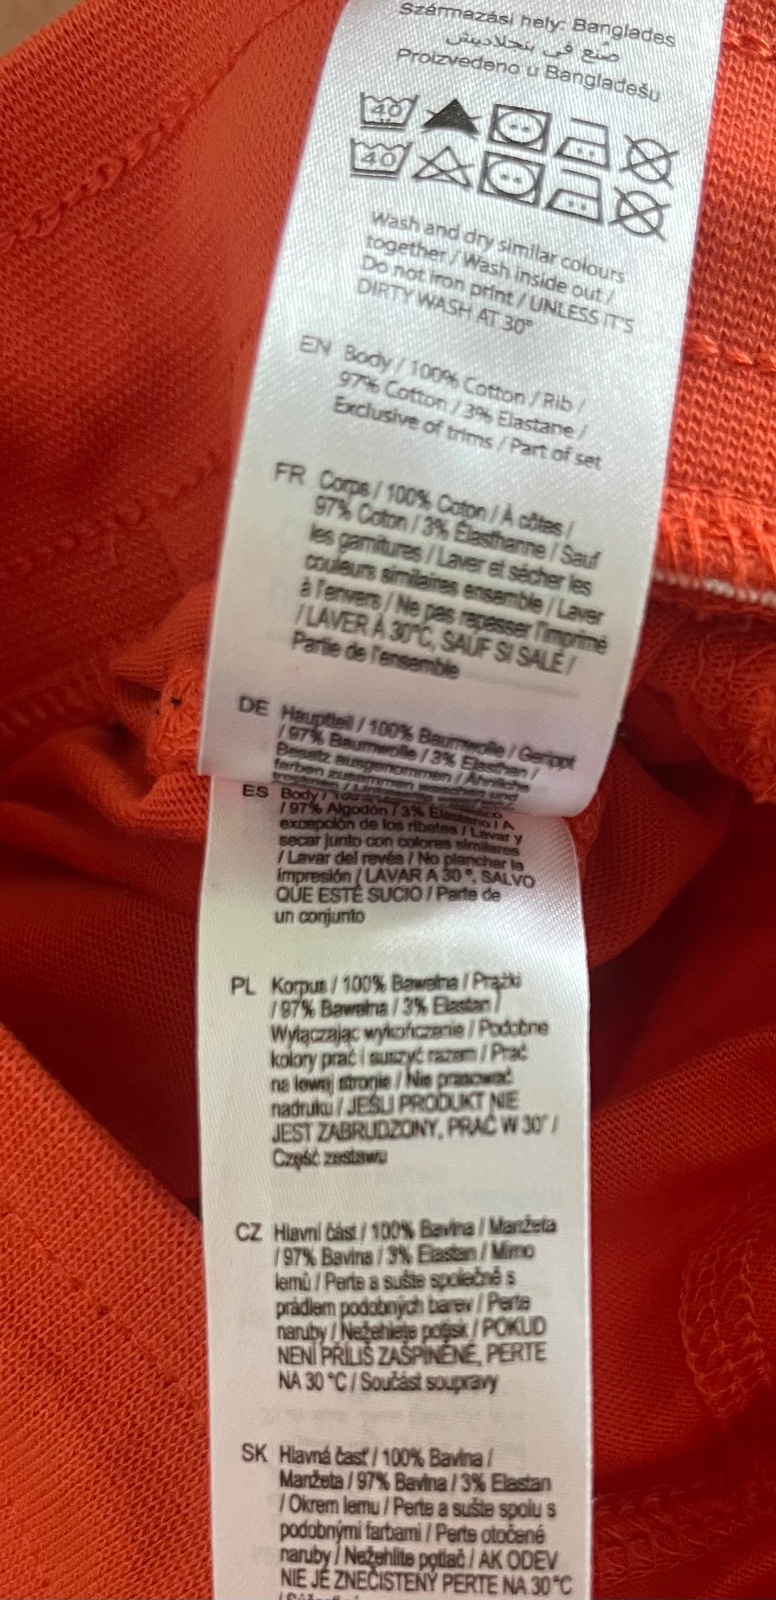 Származási hely: Banglades
صنع في بنجلاديش
Proizvedeno u Bangladešu
40
40
Wash and dry similar colours
together / Wash inside out /
Do not iron print / UNLESS IT'S
DIRTY WASH AT 30°
EN Body / 100% Cotton / Rib /
97% Cotton / 3% Elastane /
Exclusive of trims / Part of set
FR Corps / 100% Coton / À côtes /
97% Coton / 3% Élasthanne / Sauf
les garnitures / Laver et sécher les
couleurs similaires ensemble / Laver
à l'envers / Ne pas repasser l'imprimé
/ LAVER À 30°C, SAUF SI SALE /
Partie de l'ensemble
DE Hauptteil / 100% Baumwolle / Gerippt
/ 97% Baumwolle / 3% Elasthan /
Besatz ausgenommen / Ähnliche
farben zusammen waschen und
ES Body /
/ 97% Algodón / 3% Elastano / A
excepción de los ribetes / Lavar y
secar junto con colores similares
/ Lavar del revés / No planchar la
impresión / LAVAR A 30 °, SALVO
QUE ESTÉ SUCIO / Parte de
un conjunto
PL Korpus / 100% Bawełna / Prążki
/ 97% Bawełna / 3% Elastan /
Wyłączając wykończenie / Podobne
kolory prać i suszyć razem / Prać
na lewej stronie / Nie prasować
nadruku / JEŚLI PRODUKT NIE
JEST ZABRUDZONY, PRAĆ W 30° /
Część zestawu
CZ Hlavní část / 100% Bavlna / Manžeta
/ 97% Bavlna / 3% Elastan / Mimo
lemů / Perte a sušte společně s
prádlem podobných barev / Perte
naruby / Nežehlete potisk / POKUD
NENÍ PŘÍLIŠ ZAŠPINĚNÉ, PERTE
NA 30 °C / Součást soupravy
SK Hlavná časť / 100% Bavlna /
Manžeta / 97% Bavlna / 3% Elastan
/ Okrem lemu / Perte a sušte spolu s
podobnými farbami / Perte otočené
naruby / Nežehlite potlač / AK ODEV
NIE JE ZNEČISTENÝ PERTE NA 30 °C